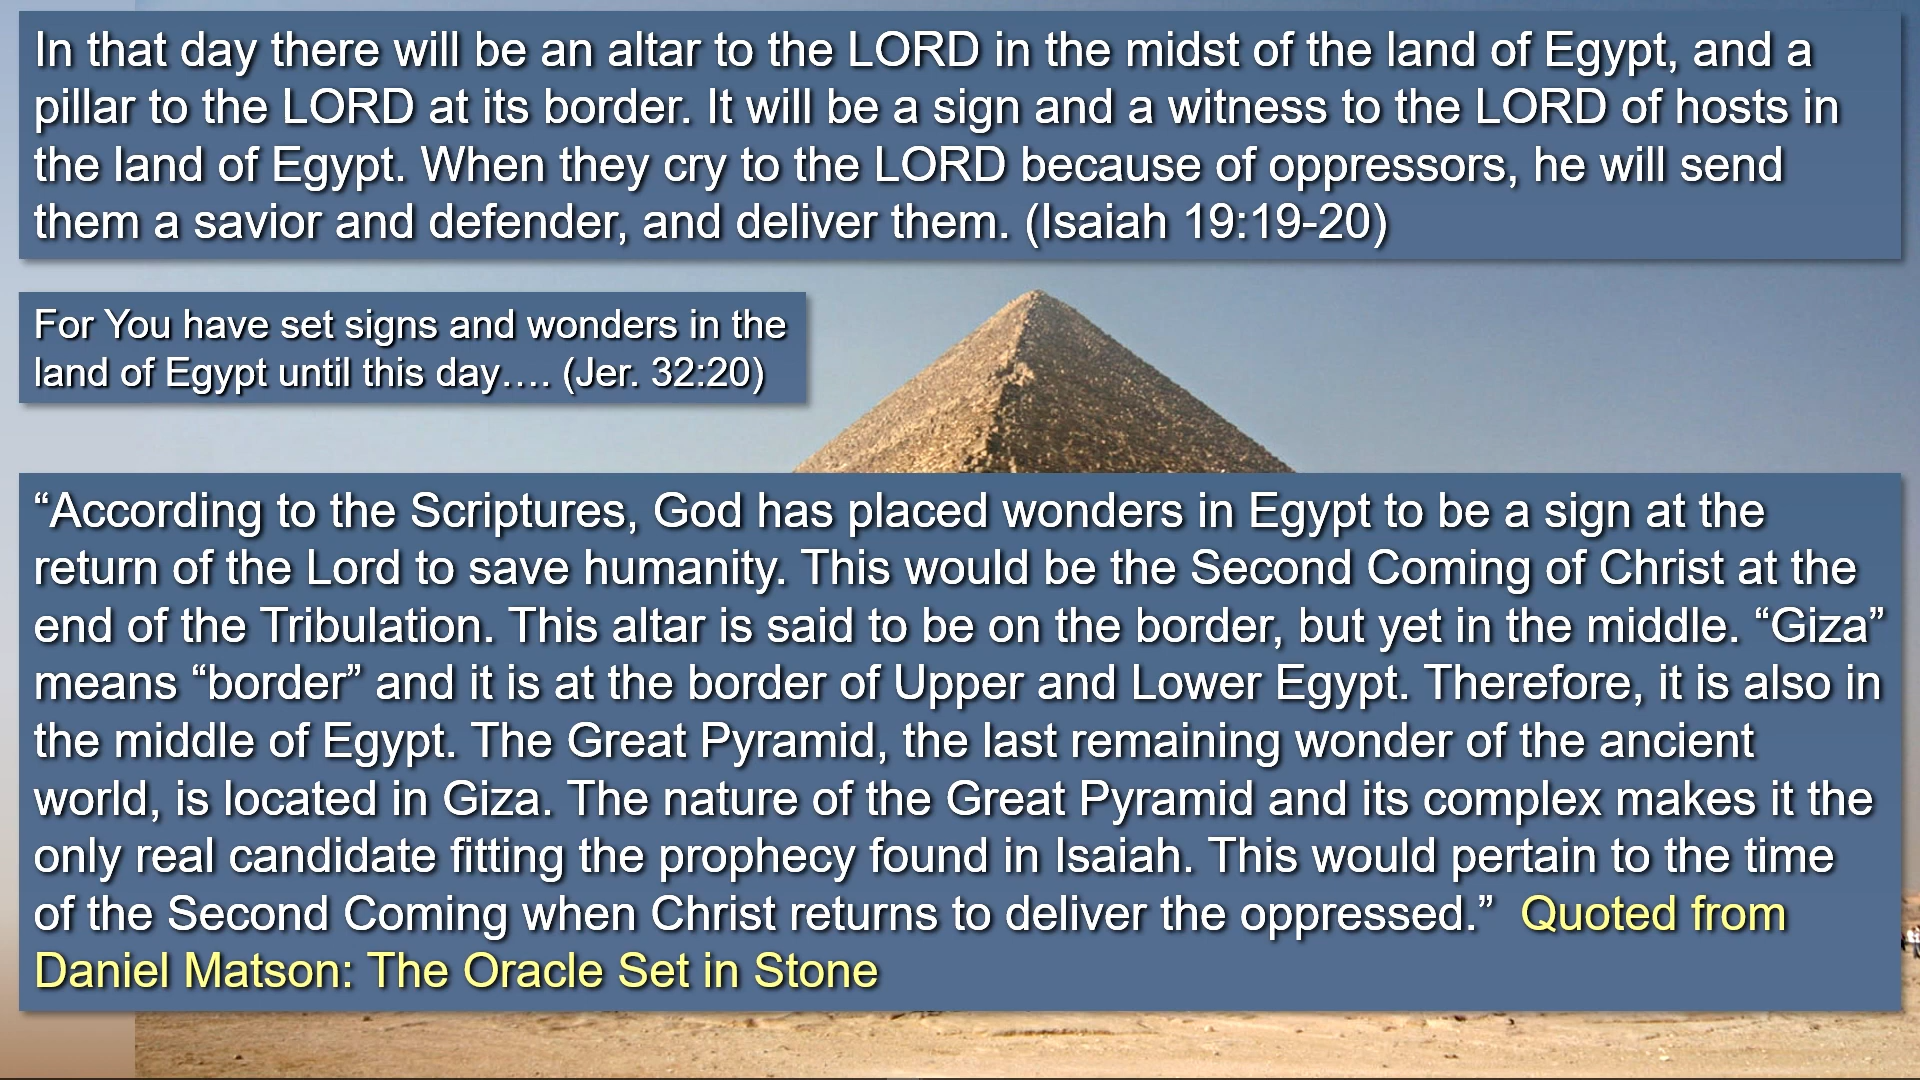 In that day there will be an altar to the LORD in the midst of the land of Egypt, and a
pillar to the LORD at its border. It will be a sign and a witness to the LORD of hosts in
the land of Egypt. When they cry to the LORD because of oppressors, he will send
them a savior and defender, and deliver them. (Isaiah 19:19-20)
For You have set signs and wonders in the
land of Egypt until this day…. (Jer. 32:20)
“According to the Scriptures, God has placed wonders in Egypt to be a sign at the
return of the Lord to save humanity. This would be the Second Coming of Christ at the
end of the Tribulation. This altar is said to be on the border, but yet in the middle. “Giza”
means “border” and it is at the border of Upper and Lower Egypt. Therefore, it is also in
the middle of Egypt. The Great Pyramid, the last remaining wonder of the ancient
world, is located in Giza. The nature of the Great Pyramid and its complex makes it the
only real candidate fitting the prophecy found in Isaiah. This would pertain to the time
of the Second Coming when Christ returns to deliver the oppressed.” Quoted from
Daniel Matson: The Oracle Set in Stone